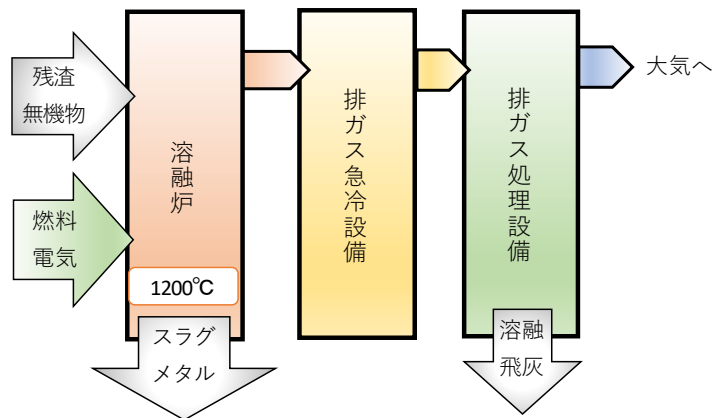 残渣
無機物
燃料
電気
溶融炉
1200℃
スラグ
メタル
排ガス急冷設備
排ガス処理設備
溶融
飛灰
大気へ